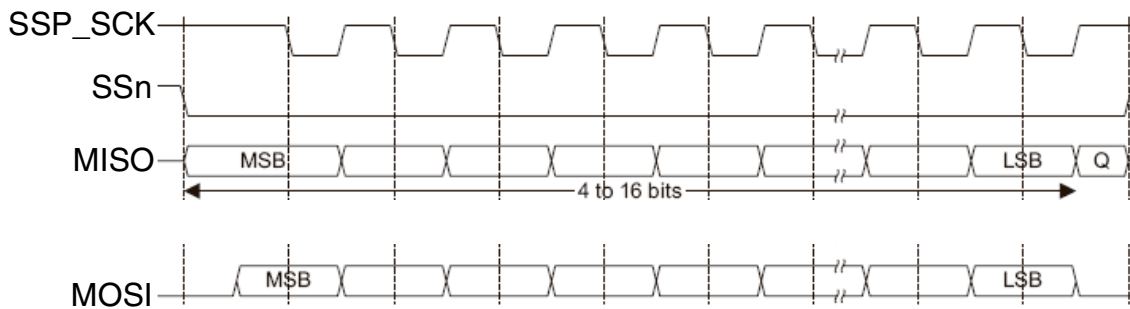 SSP_SCK
SSn
MISO MSB LSB Q
4 to 16 bits
MOSI MSB LSB